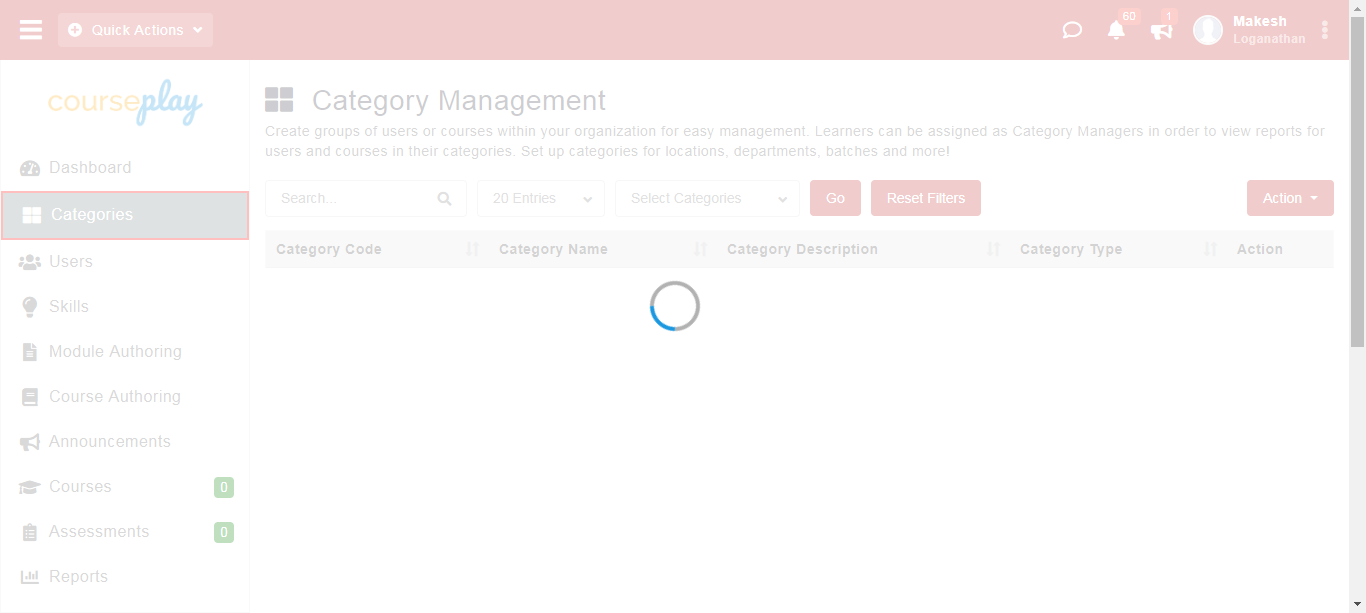 Quick Actions
60
1
Makesh
Loganathan
courseplay
Category Management
Create groups of users or courses within your organization for easy management. Learners can be assigned as Category Managers in order to view reports for
users and courses in their categories. Set up categories for locations, departments, batches and more!
Dashboard
Categories
Users
Skills
Module Authoring
Course Authoring
Announcements
Courses 0
Assessments 0
Reports
Search... 20 Entries Select Categories Go Reset Filters Action
Category Code Category Name Category Description Category Type Action